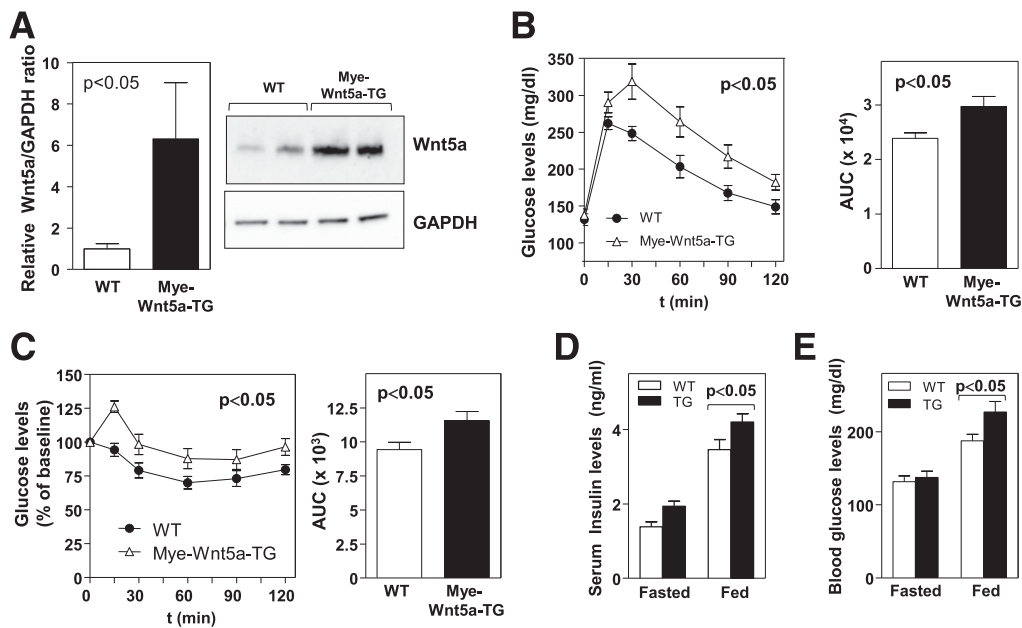 A
Relative Wnt5a/GAPDH ratio
10
8
6
4
2
0
p<0.05
WT
Mye-
Wnt5a-TG
WT
Mye-
Wnt5a-TG
Wnt5a
GAPDH
B
Glucose levels (mg/dl)
350
300
250
200
150
100
p<0.05
WT
Mye-Wnt5a-TG
0
30
60
90
120
t (min)
AUC (x 10⁴)
3
2
1
0
p<0.05
WT
Mye-
Wnt5a-TG
C
Glucose levels
(% of baseline)
150
125
100
75
50
25
0
p<0.05
WT
Mye-Wnt5a-TG
0
30
60
90
120
t (min)
AUC (x 10³)
12.5
10
7.5
5
2.5
0
p<0.05
WT
Mye-
Wnt5a-TG
D
Serum Insulin levels (ng/ml)
4
2
0
WT
TG
p<0.05
Fasted
Fed
E
Blood glucose levels (mg/dl)
200
100
0
WT
TG
p<0.05
Fasted
Fed